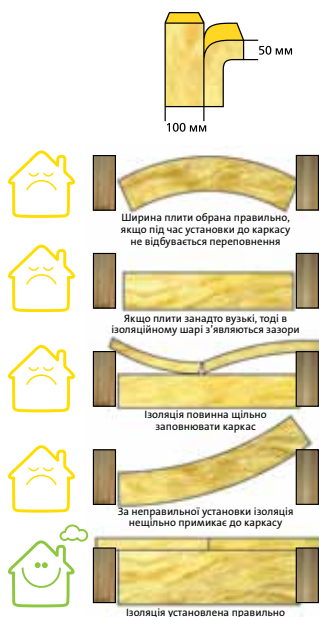 50 мм
100 мм
Ширина плити обрана правильно,
якщо під час установки до каркасу
не відбувається переповнення
Якщо плити занадто вузькі, тоді в
ізоляційному шарі з’являються зазори
Ізоляція повинна щільно
заповнювати каркас
За неправильної установки ізоляція
нещільно примикає до каркасу
Ізоляція установлена правильно